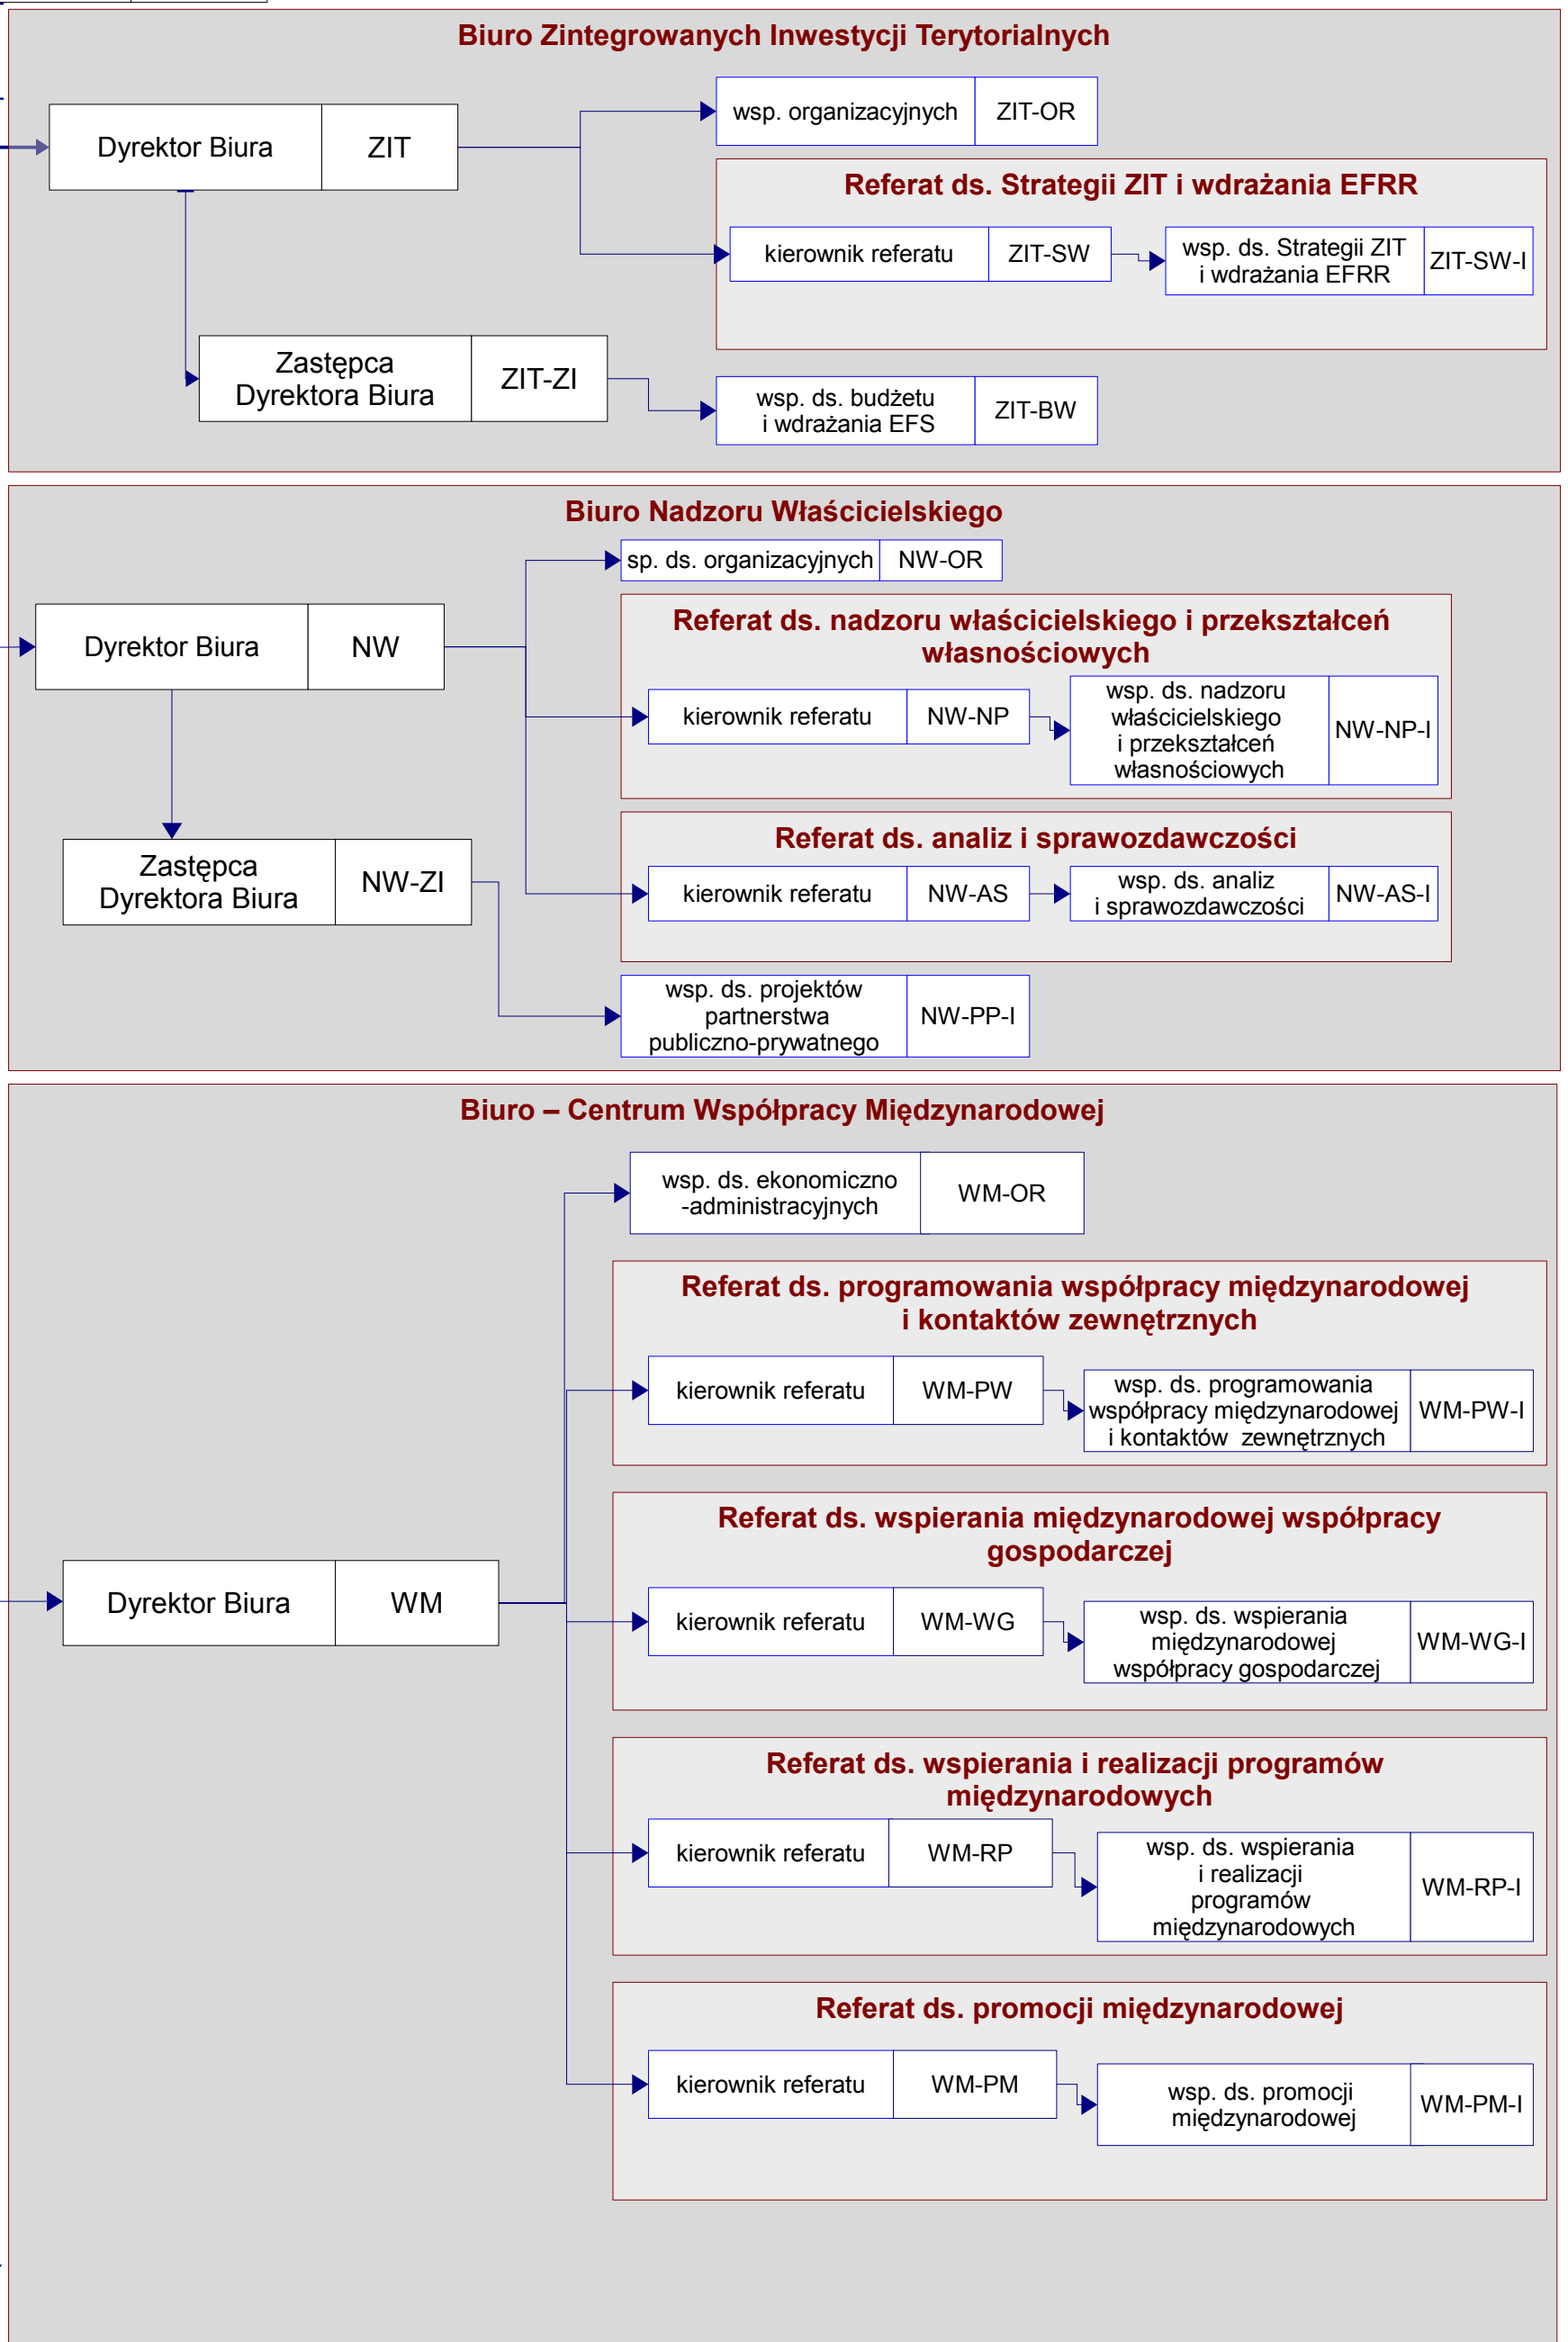 Biuro Zintegrowanych Inwestycji Terytorialnych
wsp. organizacyjnych ZIT-OR
Dyrektor Biura ZIT
Referat ds. Strategii ZIT i wdrażania EFRR
kierownik referatu ZIT-SW
wsp. ds. Strategii ZIT
i wdrażania EFRR
ZIT-SW-I
Zastępca
Dyrektora Biura
ZIT-ZI
wsp. ds. budżetu
i wdrażania EFS
ZIT-BW
Biuro Nadzoru Właścicielskiego
sp. ds. organizacyjnych NW-OR
Dyrektor Biura NW
Referat ds. nadzoru właścicielskiego i przekształceń
własnościowych
kierownik referatu NW-NP
wsp. ds. nadzoru
właścicielskiego
i przekształceń
własnościowych
NW-NP-I
Referat ds. analiz i sprawozdawczości
Zastępca
Dyrektora Biura
NW-ZI
kierownik referatu NW-AS
wsp. ds. analiz
i sprawozdawczości
NW-AS-I
wsp. ds. projektów
partnerstwa
publiczno-prywatnego
NW-PP-I
Biuro – Centrum Współpracy Międzynarodowej
wsp. ds. ekonomiczno
-administracyjnych
WM-OR
Referat ds. programowania współpracy międzynarodowej
i kontaktów zewnętrznych
kierownik referatu WM-PW
wsp. ds. programowania
współpracy międzynarodowej
i kontaktów zewnętrznych
WM-PW-I
Referat ds. wspierania międzynarodowej współpracy
gospodarczej
Dyrektor Biura WM
kierownik referatu WM-WG
wsp. ds. wspierania
międzynarodowej
współpracy gospodarczej
WM-WG-I
Referat ds. wspierania i realizacji programów
międzynarodowych
kierownik referatu WM-RP
wsp. ds. wspierania
i realizacji
programów
międzynarodowych
WM-RP-I
Referat ds. promocji międzynarodowej
kierownik referatu WM-PM
wsp. ds. promocji
międzynarodowej
WM-PM-I